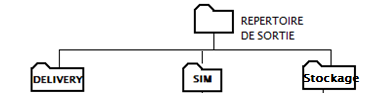 REPERTOIRE
DE SORTIE
DELIVERY
SIM
Stockage